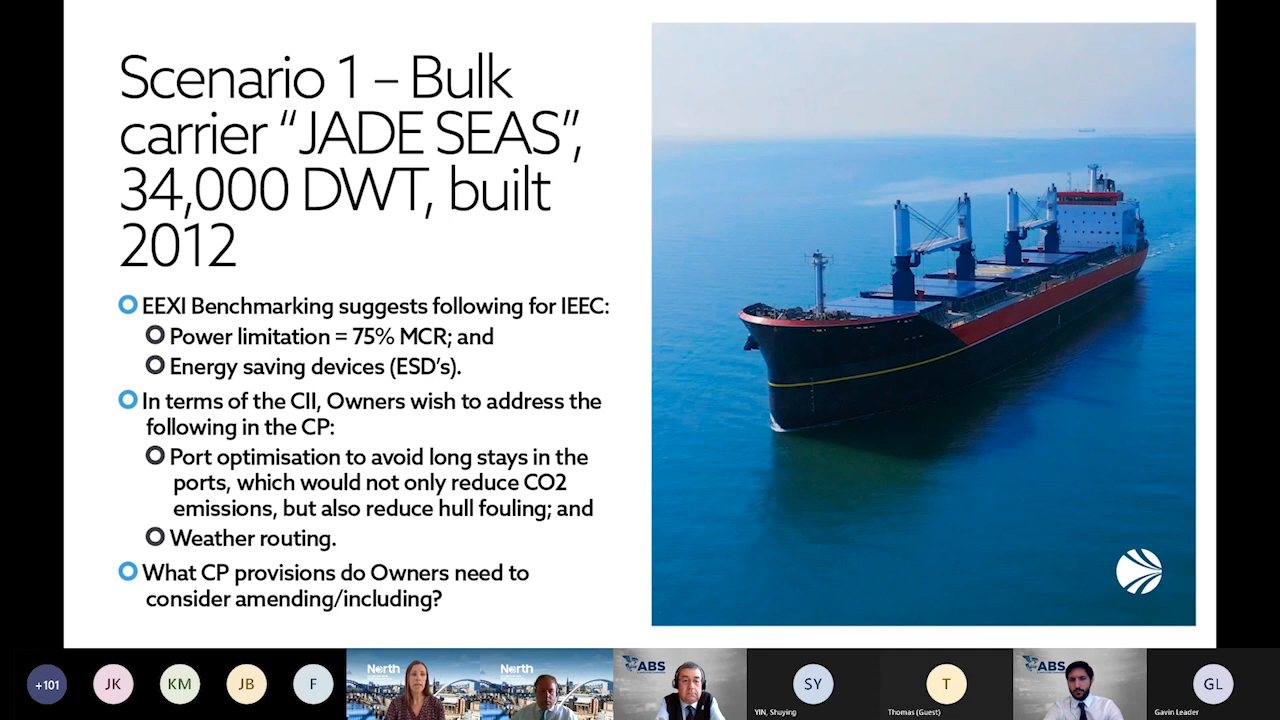 Scenario 1 – Bulk
carrier “JADE SEAS”,
34,000 DWT, built
2012
EEXI Benchmarking suggests following for IEEC:
Power limitation = 75% MCR; and
Energy saving devices (ESD’s).
In terms of the CII, Owners wish to address the
following in the CP:
Port optimisation to avoid long stays in the
ports, which would not only reduce CO2
emissions, but also reduce hull fouling; and
Weather routing.
What CP provisions do Owners need to
consider amending/including?
+101
JK
KM
JB
F
North
North
ABS
SY
YIN, Shuying
T
Thomas (Guest)
ABS
GL
Gavin Leader